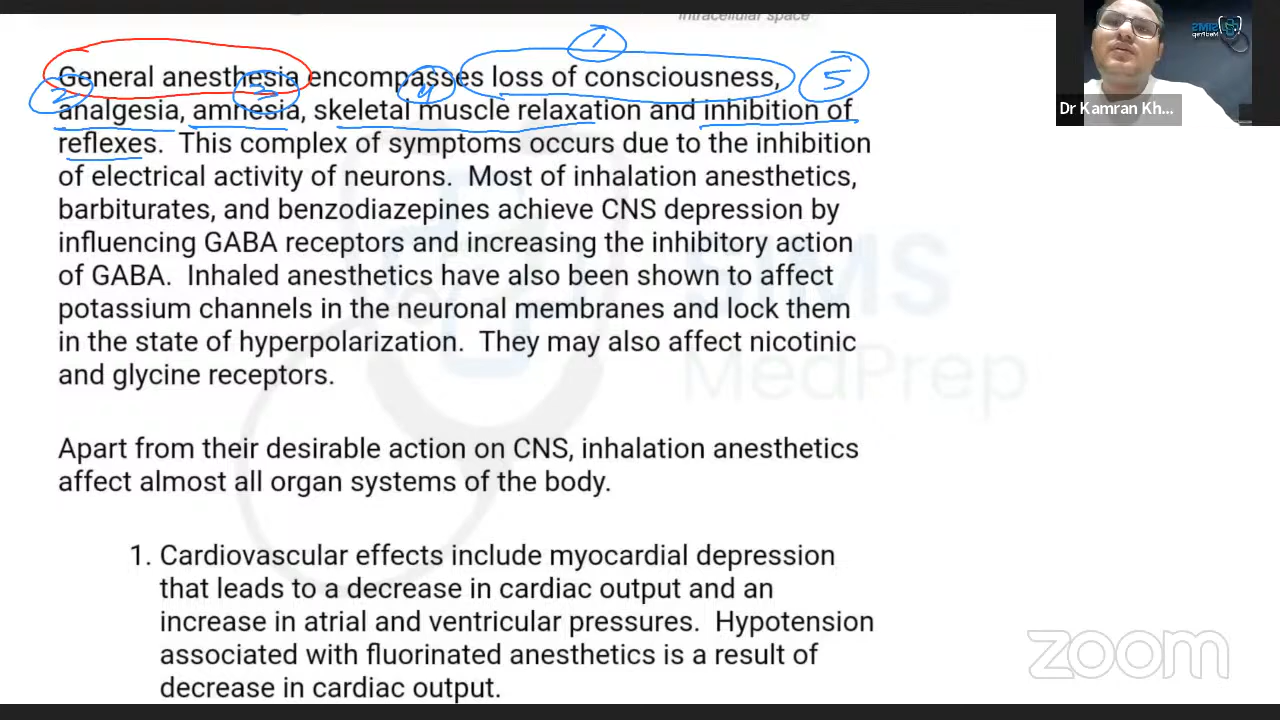 intracellular space
SIMS
MedPrep
Dr Kamran Kh...
1
General anesthesia encompasses loss of consciousness,
5
2
3
4
analgesia, amnesia, skeletal muscle relaxation and inhibition of
reflexes. This complex of symptoms occurs due to the inhibition
of electrical activity of neurons. Most of inhalation anesthetics,
barbiturates, and benzodiazepines achieve CNS depression by
influencing GABA receptors and increasing the inhibitory action
of GABA. Inhaled anesthetics have also been shown to affect
potassium channels in the neuronal membranes and lock them
in the state of hyperpolarization. They may also affect nicotinic
and glycine receptors.
SIMS
MedPrep
Apart from their desirable action on CNS, inhalation anesthetics
affect almost all organ systems of the body.
1. Cardiovascular effects include myocardial depression
that leads to a decrease in cardiac output and an
increase in atrial and ventricular pressures. Hypotension
associated with fluorinated anesthetics is a result of
decrease in cardiac output.
zoom